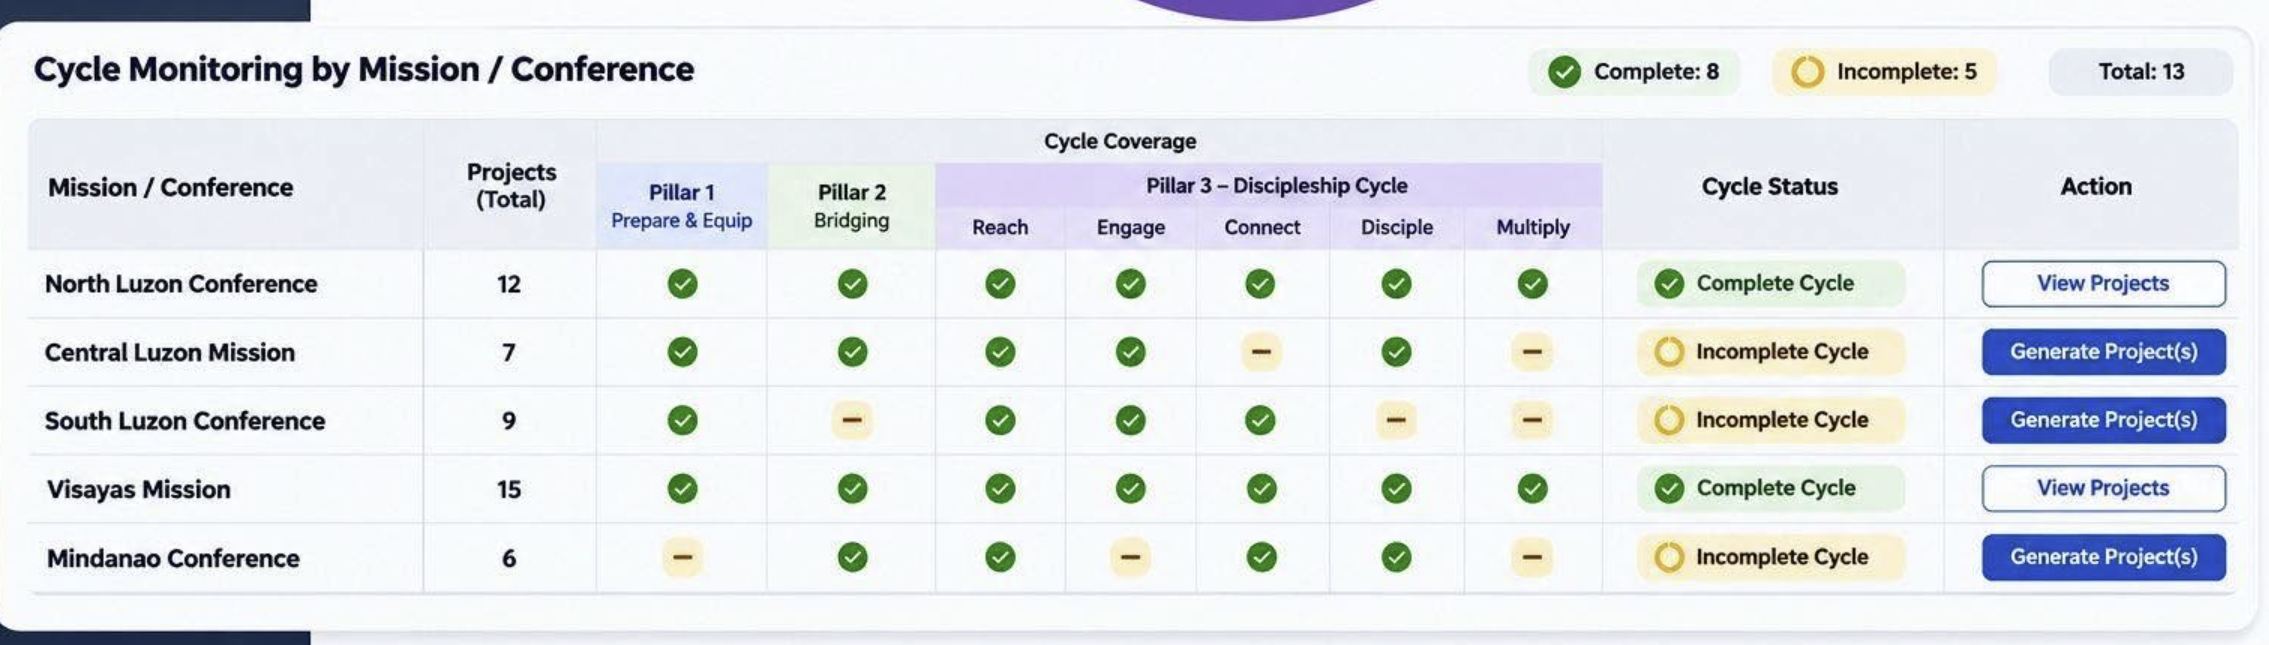 Cycle Monitoring by Mission / Conference
Complete: 8
Incomplete: 5
Total: 13
Mission / Conference
Projects
(Total)
Cycle Coverage
Pillar 1
Prepare & Equip
Pillar 2
Bridging
Pillar 3 – Discipleship Cycle
Reach Engage Connect Disciple Multiply
Cycle Status
Action
North Luzon Conference 12 Complete Cycle View Projects
Central Luzon Mission 7 Incomplete Cycle Generate Project(s)
South Luzon Conference 9 Incomplete Cycle Generate Project(s)
Visayas Mission 15 Complete Cycle View Projects
Mindanao Conference 6 Incomplete Cycle Generate Project(s)